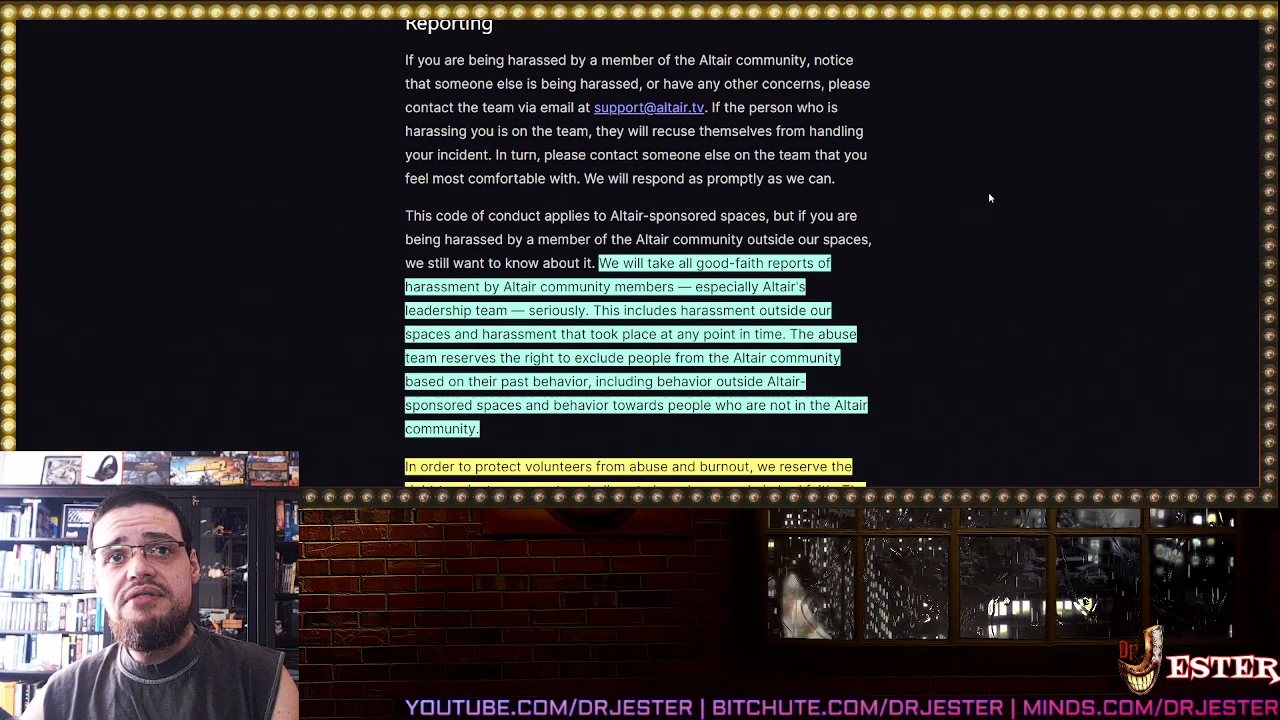 Reporting
If you are being harassed by a member of the Altair community, notice
that someone else is being harassed, or have any other concerns, please
contact the team via email at support@altair.tv. If the person who is
harassing you is on the team, they will recuse themselves from handling
your incident. In turn, please contact someone else on the team that you
feel most comfortable with. We will respond as promptly as we can.
This code of conduct applies to Altair-sponsored spaces, but if you are
being harassed by a member of the Altair community outside our spaces,
we still want to know about it. We will take all good-faith reports of
harassment by Altair community members — especially Altair's
leadership team — seriously. This includes harassment outside our
spaces and harassment that took place at any point in time. The abuse
team reserves the right to exclude people from the Altair community
based on their past behavior, including behavior outside Altair-
sponsored spaces and behavior towards people who are not in the Altair
community.
In order to protect volunteers from abuse and burnout, we reserve the
DR JESTER
YOUTUBE.COM/DRJESTER | BITCHUTE.COM/DRJESTER | MINDS.COM/DRJESTER